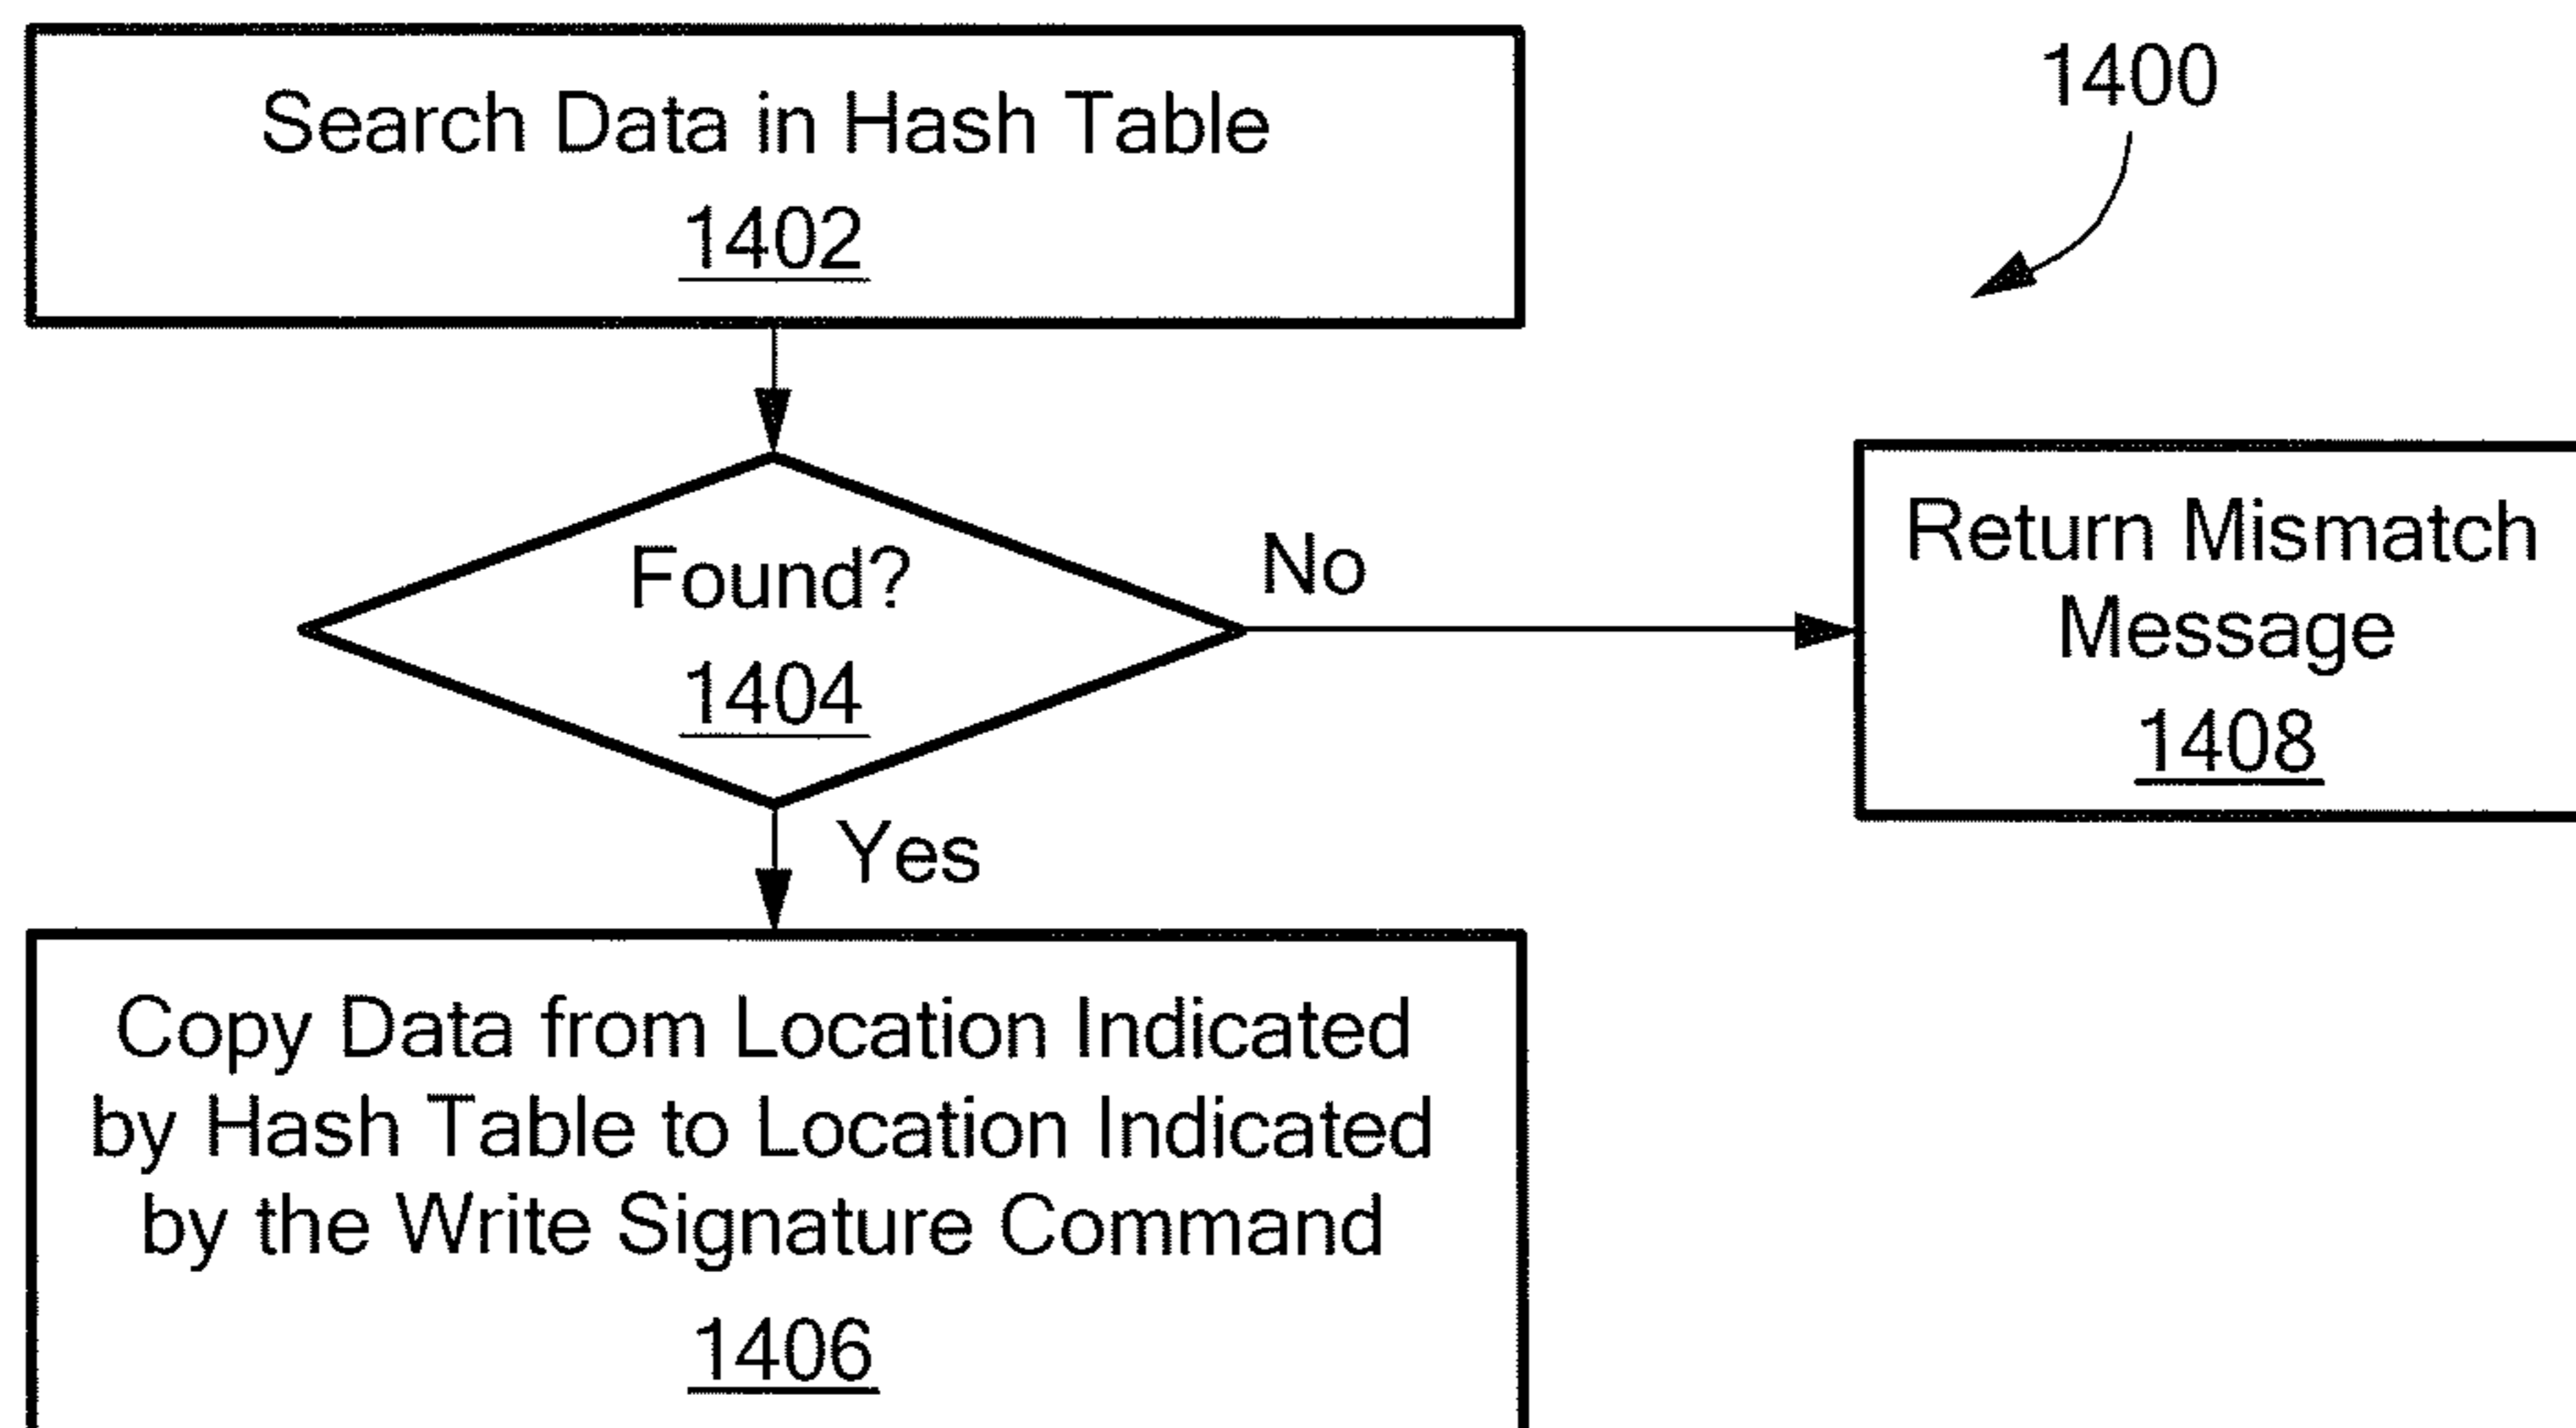 Search Data in Hash Table
1402
1400
Found?
1404
No
Return Mismatch
Message
1408
Yes
Copy Data from Location Indicated
by Hash Table to Location Indicated
by the Write Signature Command
1406